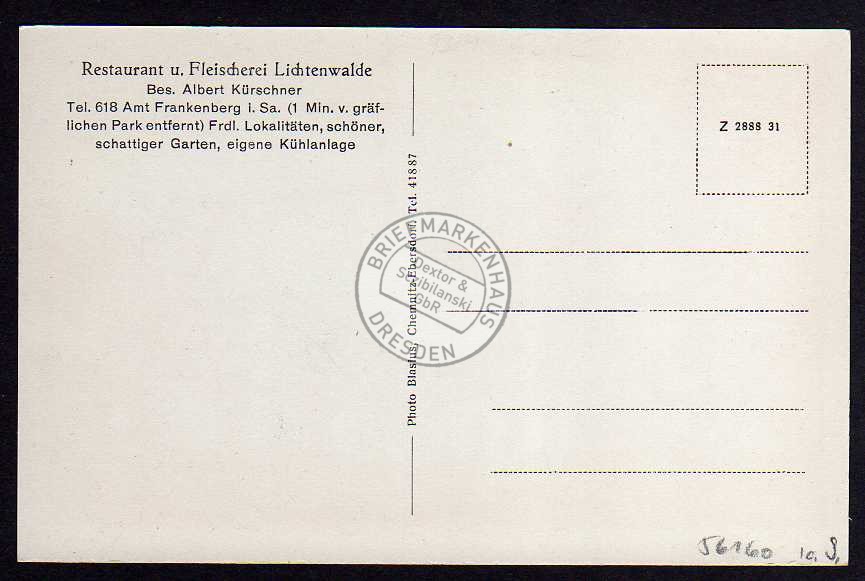 Restaurant u. Fleischerei Lichtenwalde
Bes. Albert Kürschner
Tel. 618 Amt Frankenberg i. Sa. (1 Min. v. gräf-
lichen Park entfernt) Frdl. Lokalitäten, schöner,
schattiger Garten, eigene Kühlanlage
Photo Blasius, Chemnitz-Ebersdorf. Tel. 41887
Z 2888 31
BRIEFMARKENHAUS
Dextor &
Stribilanski
GbR
DRESDEN
56160